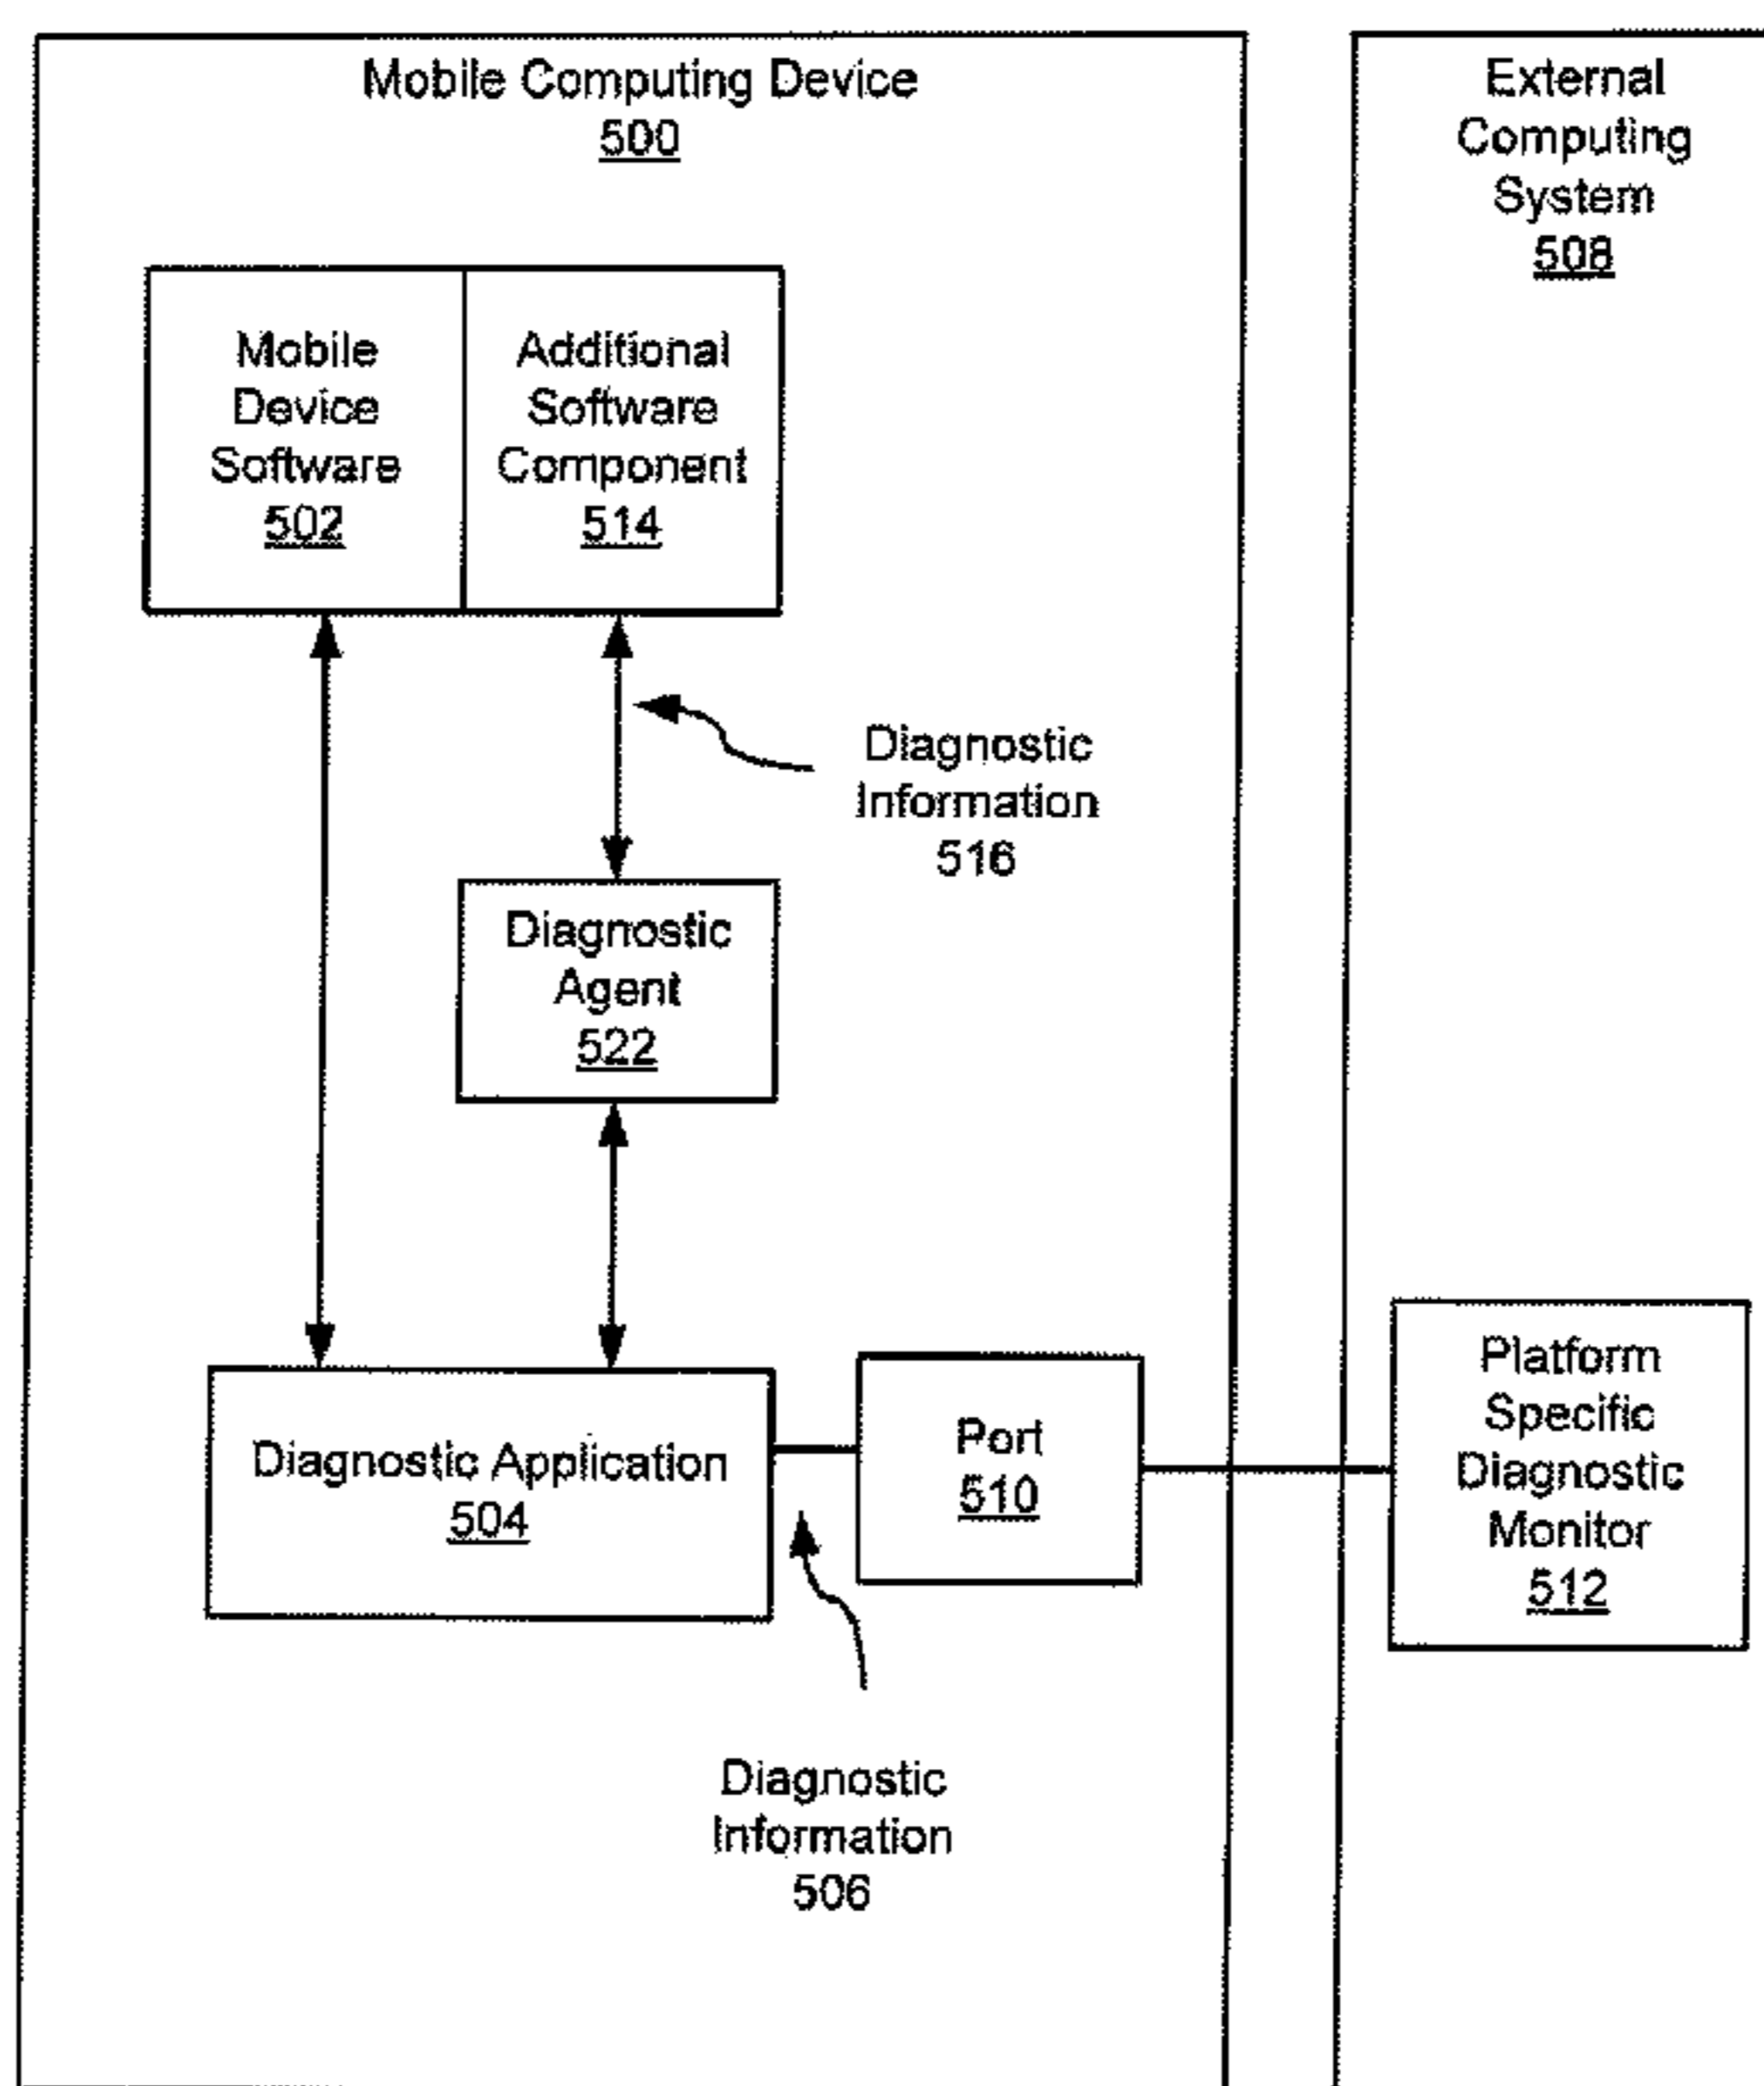 Mobile Computing Device
500
External
Computing
System
508
Mobile
Device
Software
502
Additional
Software
Component
514
Diagnostic
Information
516
Diagnostic
Agent
522
Diagnostic Application
504
Port
510
Platform
Specific
Diagnostic
Monitor
512
Diagnostic
Information
506